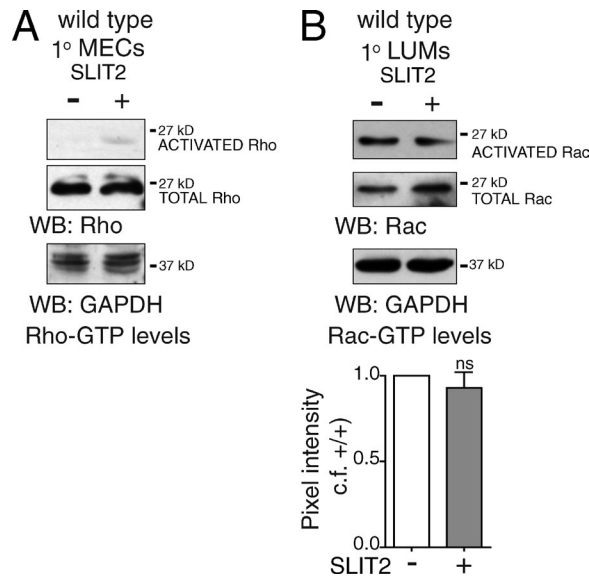 A
wild type
1º MECs
SLIT2
- +
27 kD
ACTIVATED Rho
27 kD
TOTAL Rho
WB: Rho
37 kD
WB: GAPDH
Rho-GTP levels
B
wild type
1º LUMs
SLIT2
- +
27 kD
ACTIVATED Rac
27 kD
TOTAL Rac
WB: Rac
37 kD
WB: GAPDH
Rac-GTP levels
Pixel intensity
c.f. +/+)
1.0
0.5
0.0
ns
SLIT2 - +